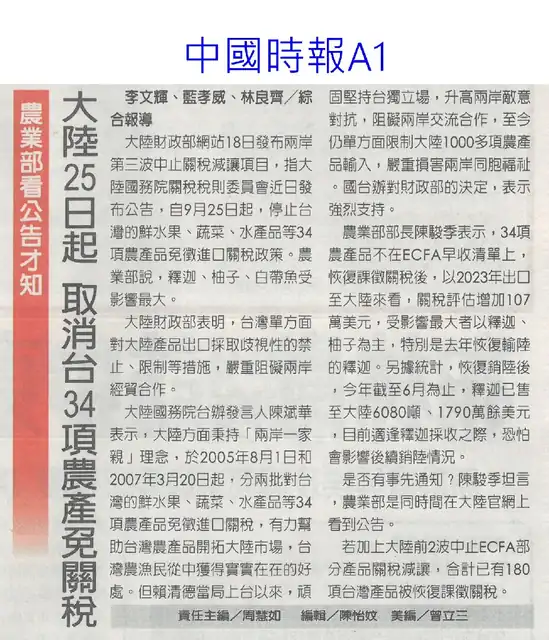 中國時報A1
農業部看公告才知
大陸25日起 取消台34項農產免關稅
李文輝、藍孝威、林良齊／綜
合報導
大陸財政部網站18日發布兩岸
第三波中止關稅減讓項目，指大
陸國務院關稅稅則委員會近日發
布公告，自9月25日起，停止台
灣的鮮水果、蔬菜、水產品等34
項農產品免徵進口關稅政策。農
業部說，釋迦、柚子、白帶魚受
影響最大。
大陸財政部表明，台灣單方面
對大陸產品出口採取歧視性的禁
止、限制等措施，嚴重阻礙兩岸
經貿合作。
大陸國務院台辦發言人陳斌華
表示，大陸方面秉持「兩岸一家
親」理念，於2005年8月1日和
2007年3月20日起，分兩批對台
灣的鮮水果、蔬菜、水產品等34
項農產品免徵進口關稅，有力幫
助台灣農產品開拓大陸市場，台
灣農漁民從中獲得實實在在的好
處。但賴清德當局上台以來，頑
固堅持台獨立場，升高兩岸敵意
對抗，阻礙兩岸交流合作，至今
仍單方面限制大陸1000多項農產
品輸入，嚴重損害兩岸同胞福祉
。國台辦對財政部的決定，表示
強烈支持。
農業部部長陳駿季表示，34項
農產品不在ECFA早收清單上，
恢復課徵關稅後，以2023年出口
至大陸來看，關稅評估增加107
萬美元，受影響最大者以釋迦、
柚子為主，特別是去年恢復輸陸
的釋迦。另據統計，恢復銷陸後
，今年截至6月為止，釋迦已售
至大陸6080噸、1790萬餘美元
，目前適逢釋迦採收之際，恐怕
會影響後續銷陸情況。
是否有事先通知？陳駿季坦言
，農業部是同時間在大陸官網上
看到公告。
若加上大陸前2波中止ECFA部
分產品關稅減讓，合計已有180
項台灣產品被恢復課徵關稅。
責任主編／周慧如 編輯／陳怡妏 美編／曾立三